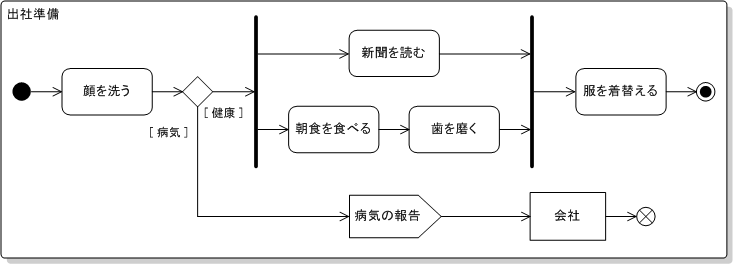 出社準備
新聞を読む
顔を洗う
服を着替える
[ 健康 ]
[ 病気 ]
朝食を食べる
歯を磨く
病気の報告
会社